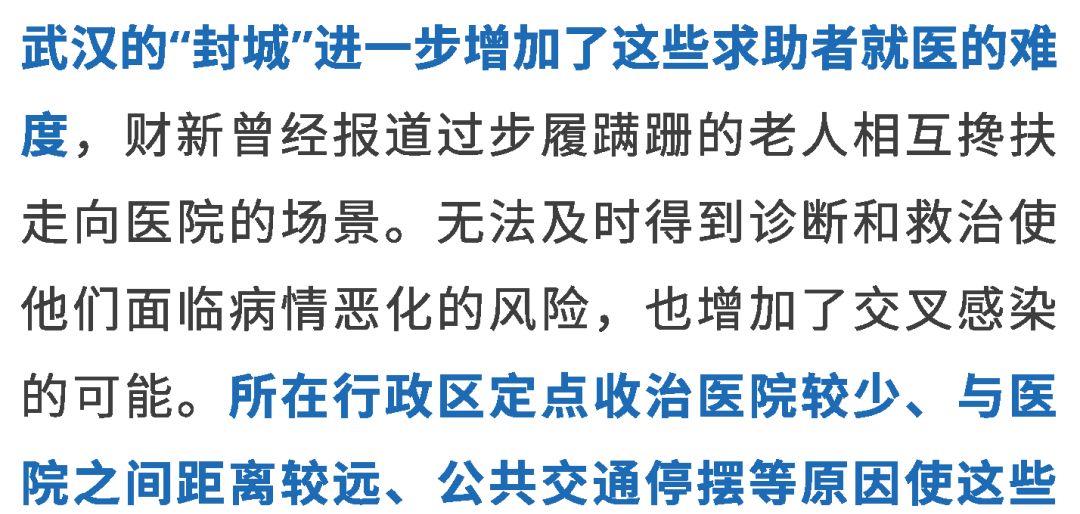 武汉的“封城”进一步增加了这些求助者就医的难
度，财新曾经报道过步履蹒跚的老人相互搀扶
走向医院的场景。无法及时得到诊断和救治使
他们面临病情恶化的风险，也增加了交叉感染
的可能。所在行政区定点收治医院较少、与医
院之间距离较远、公共交通停摆等原因使这些